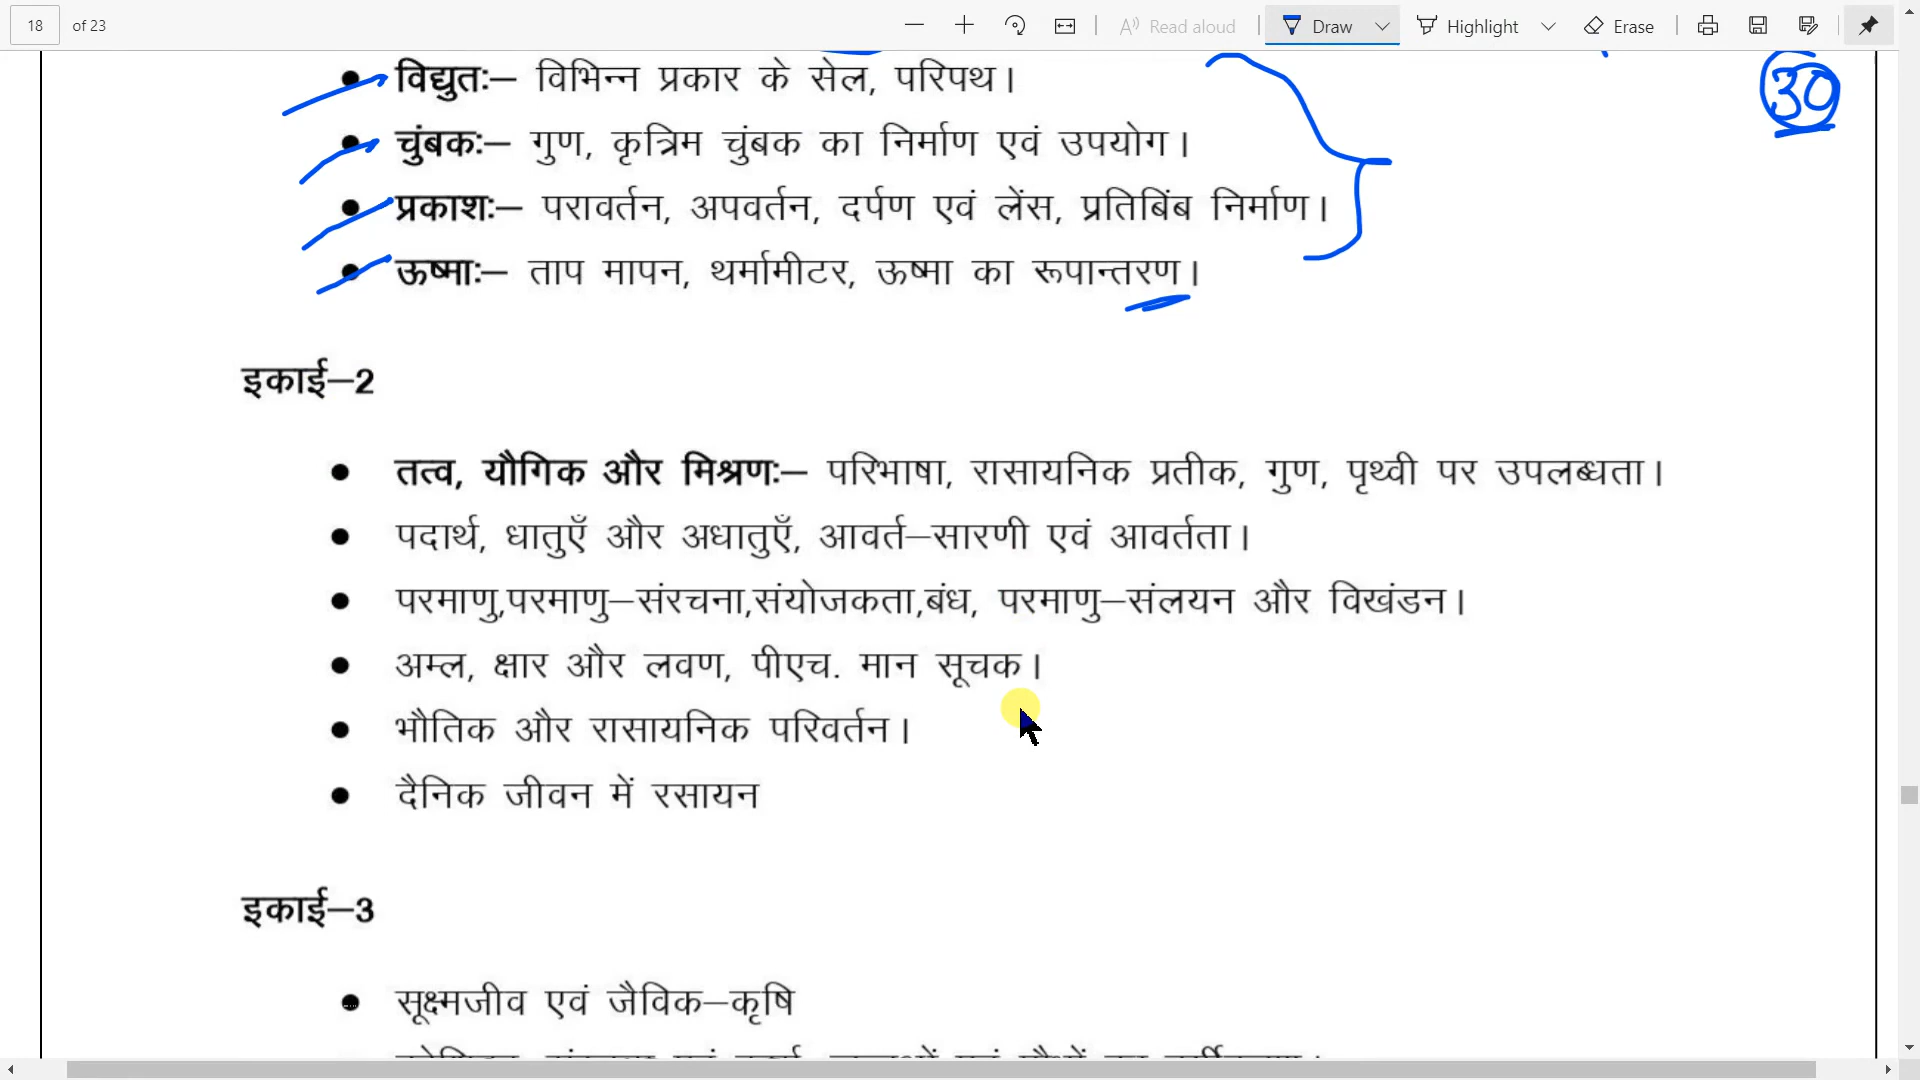 18 of 23 Read aloud Draw Highlight Erase
विद्युतः– विभिन्न प्रकार के सेल, परिपथ।
30
चुंबकः– गुण, कृत्रिम चुंबक का निर्माण एवं उपयोग।
प्रकाशः– परावर्तन, अपवर्तन, दर्पण एवं लेंस, प्रतिबिंब निर्माण।
ऊष्माः– ताप मापन, थर्मामीटर, ऊष्मा का रूपान्तरण।
इकाई–2
तत्व, यौगिक और मिश्रणः– परिभाषा, रासायनिक प्रतीक, गुण, पृथ्वी पर उपलब्धता।
पदार्थ, धातुएँ और अधातुएँ, आवर्त–सारणी एवं आवर्तता।
परमाणु,परमाणु–संरचना,संयोजकता,बंध, परमाणु–संलयन और विखंडन।
अम्ल, क्षार और लवण, पीएच. मान सूचक।
भौतिक और रासायनिक परिवर्तन।
दैनिक जीवन में रसायन
इकाई–3
सूक्ष्मजीव एवं जैविक–कृषि